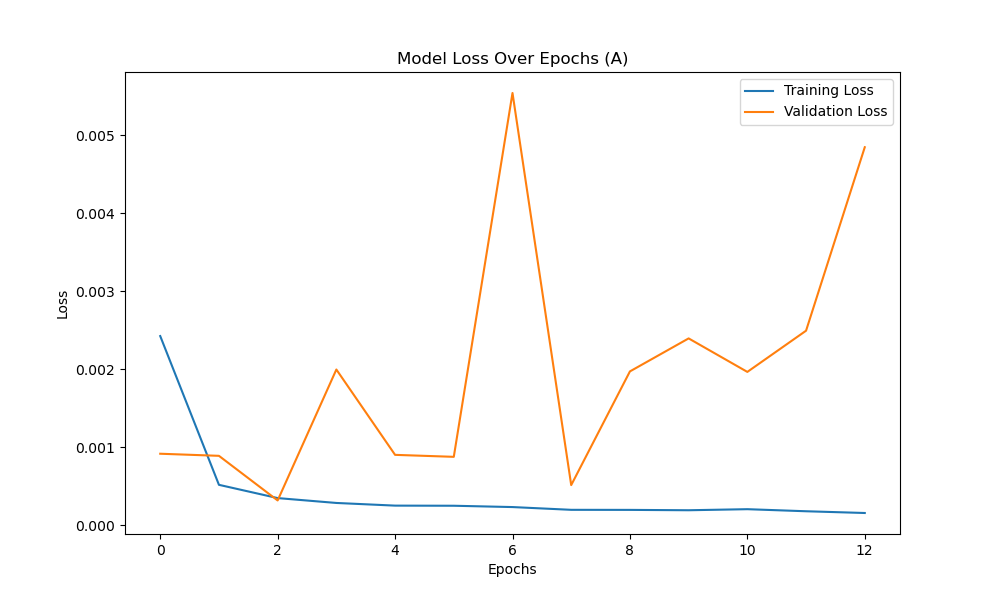 Model Loss Over Epochs (A)
Training Loss
Validation Loss
0.005
0.004
0.003
0.002
0.001
0.000
Loss
0 2 4 6 8 10 12
Epochs